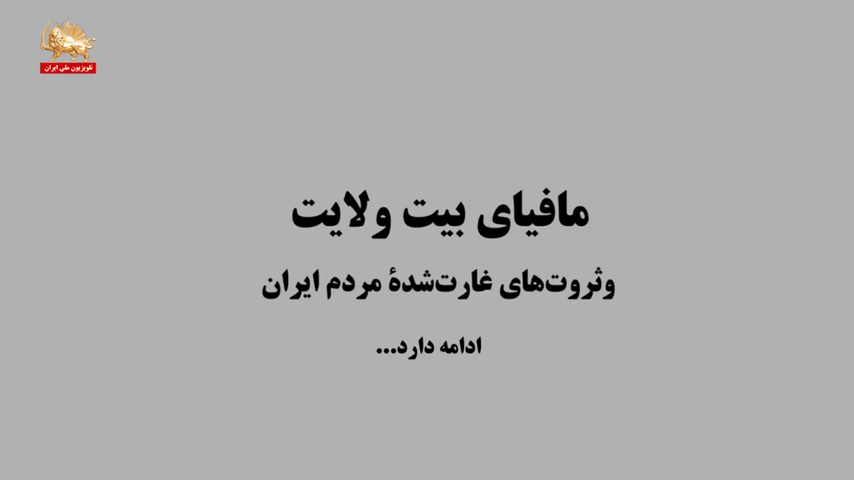 تلویزیون ملی ایران
مافیای بیت ولایت
وثروت‌های غارت‌شدهٔ مردم ایران
ادامه دارد...